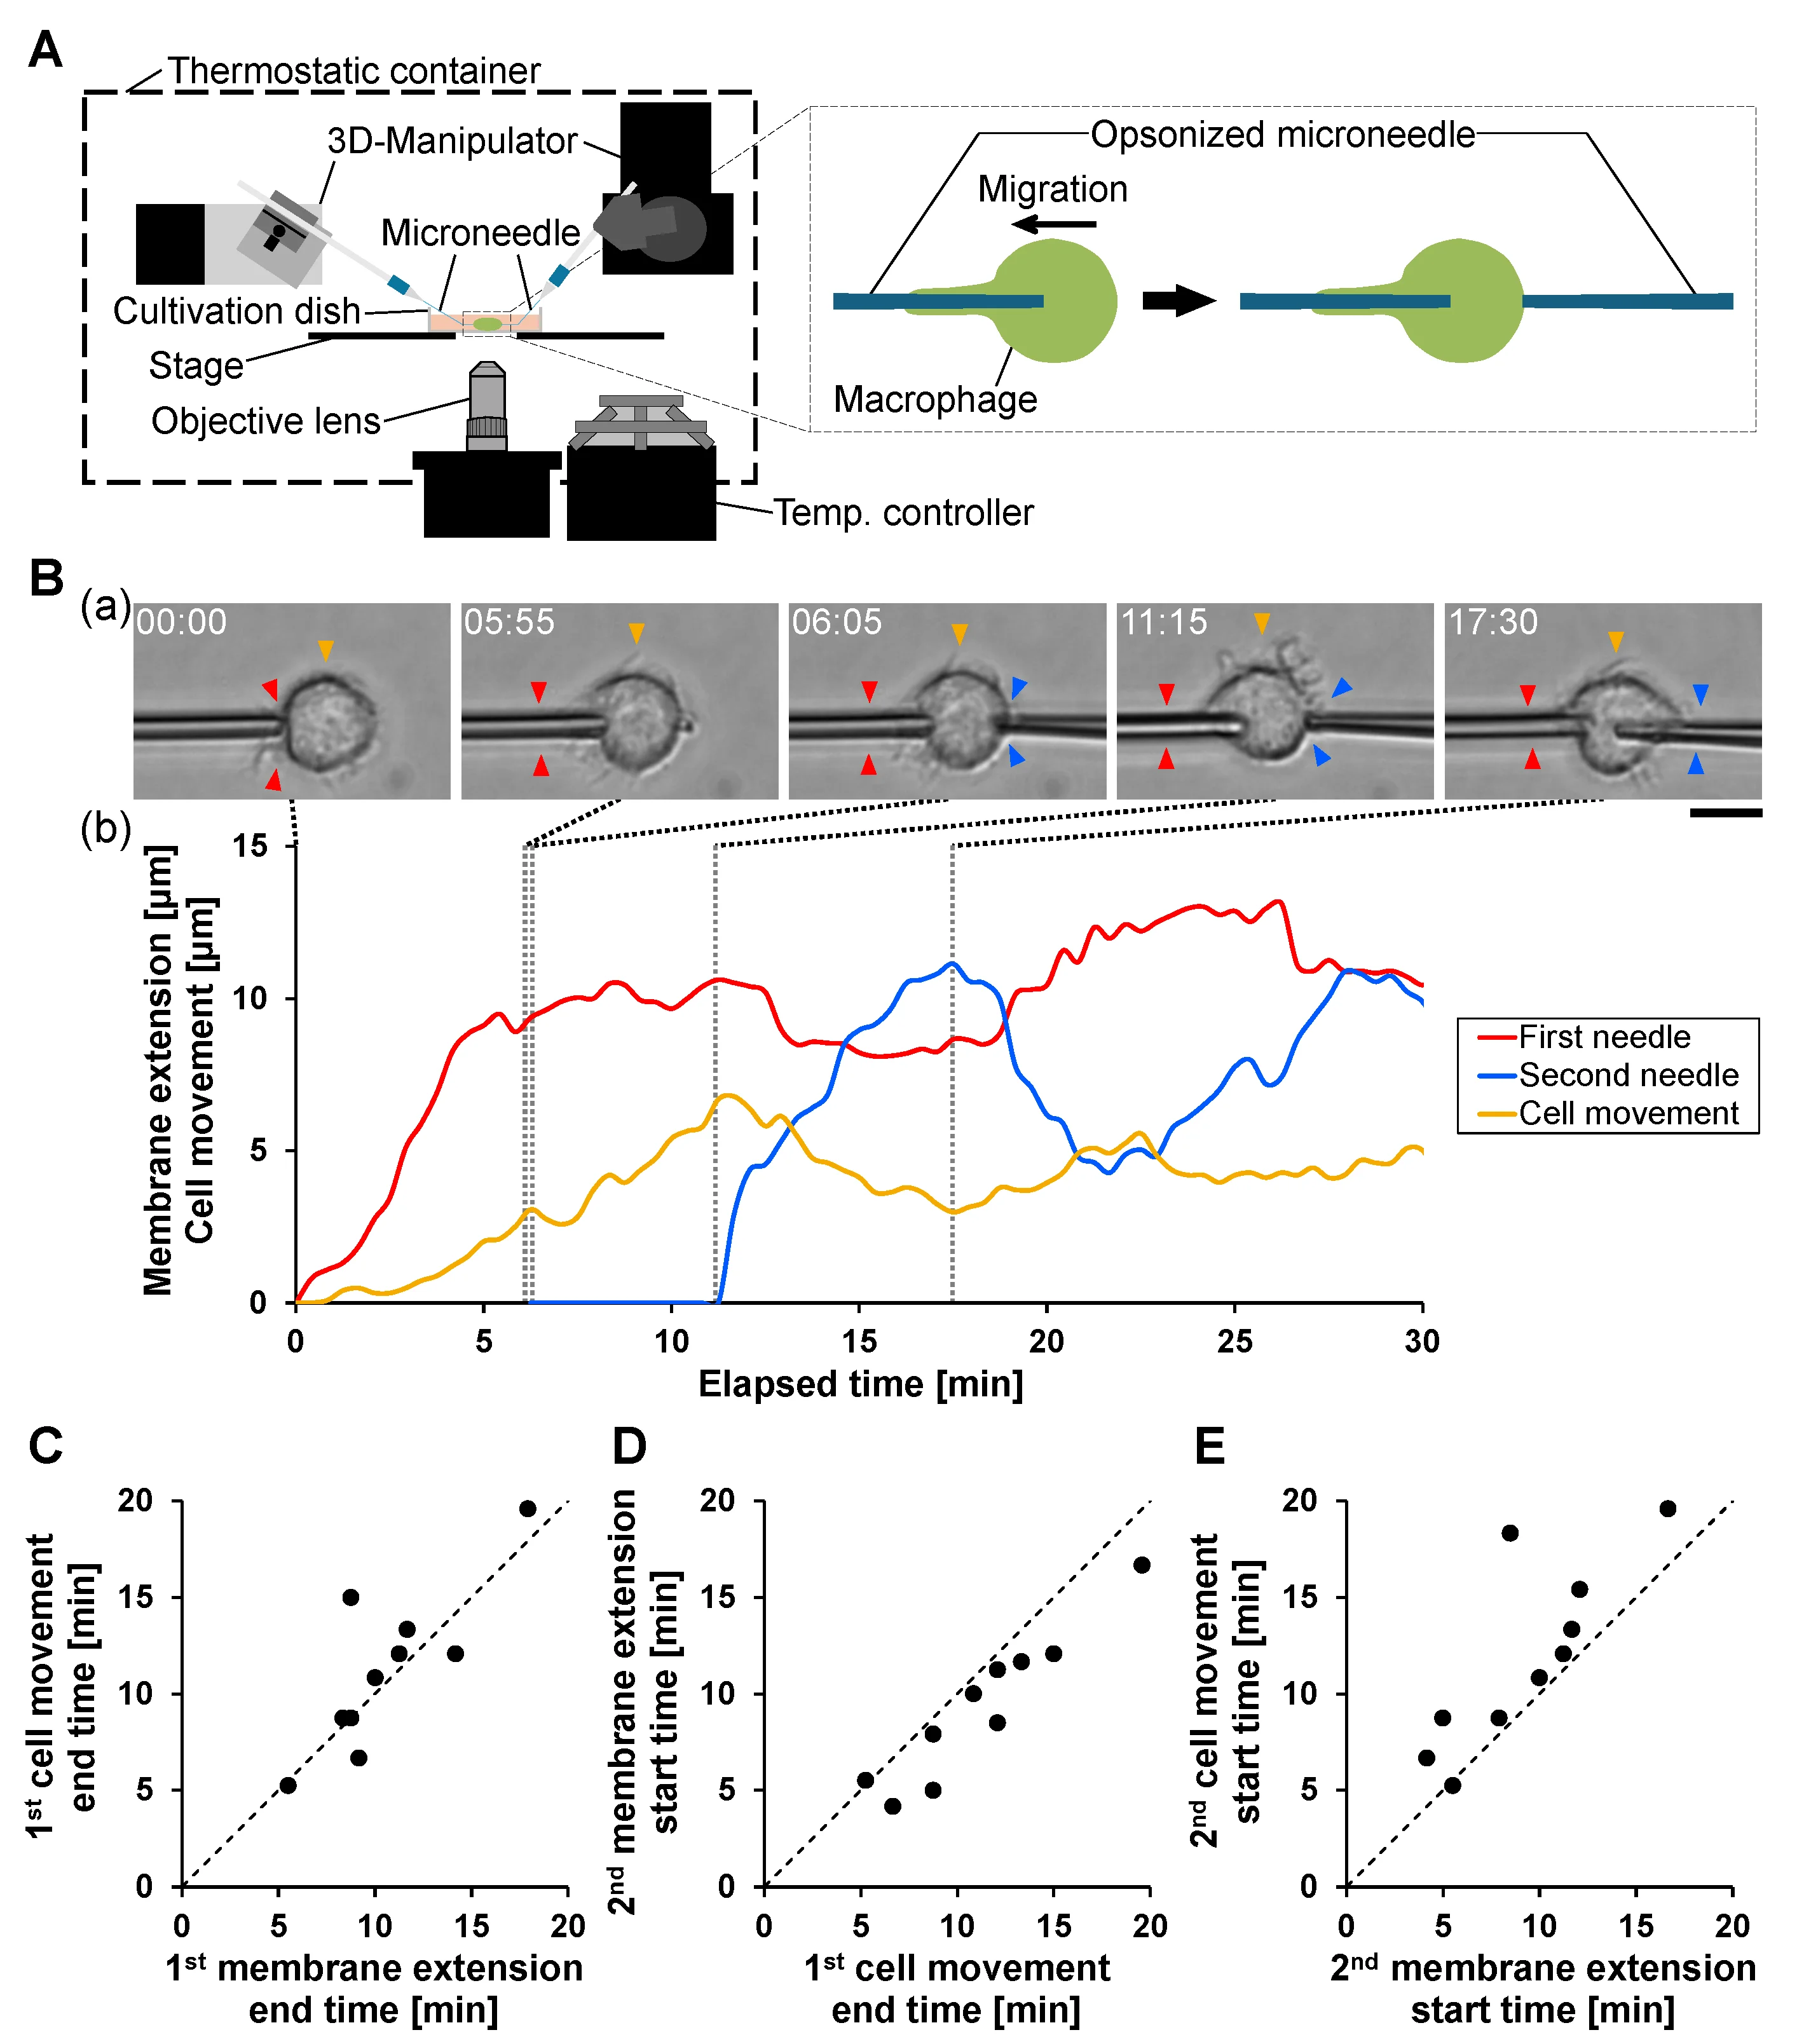 A
Thermostatic container
3D-Manipulator
Microneedle
Cultivation dish
Stage
Objective lens
Temp. controller
Opsonized microneedle
Migration
Macrophage
B
(a)
00:00
05:55
06:05
11:15
17:30
(b)
Membrane extension [µm]
Cell movement [µm]
15
10
5
0
0 5 10 15 20 25 30
Elapsed time [min]
First needle
Second needle
Cell movement
C
1st cell movement
end time [min]
20
15
10
5
0
0 5 10 15 20
1st membrane extension
end time [min]
D
2nd membrane extension
start time [min]
20
15
10
5
0
0 5 10 15 20
1st cell movement
end time [min]
E
2nd cell movement
start time [min]
20
15
10
5
0
0 5 10 15 20
2nd membrane extension
start time [min]